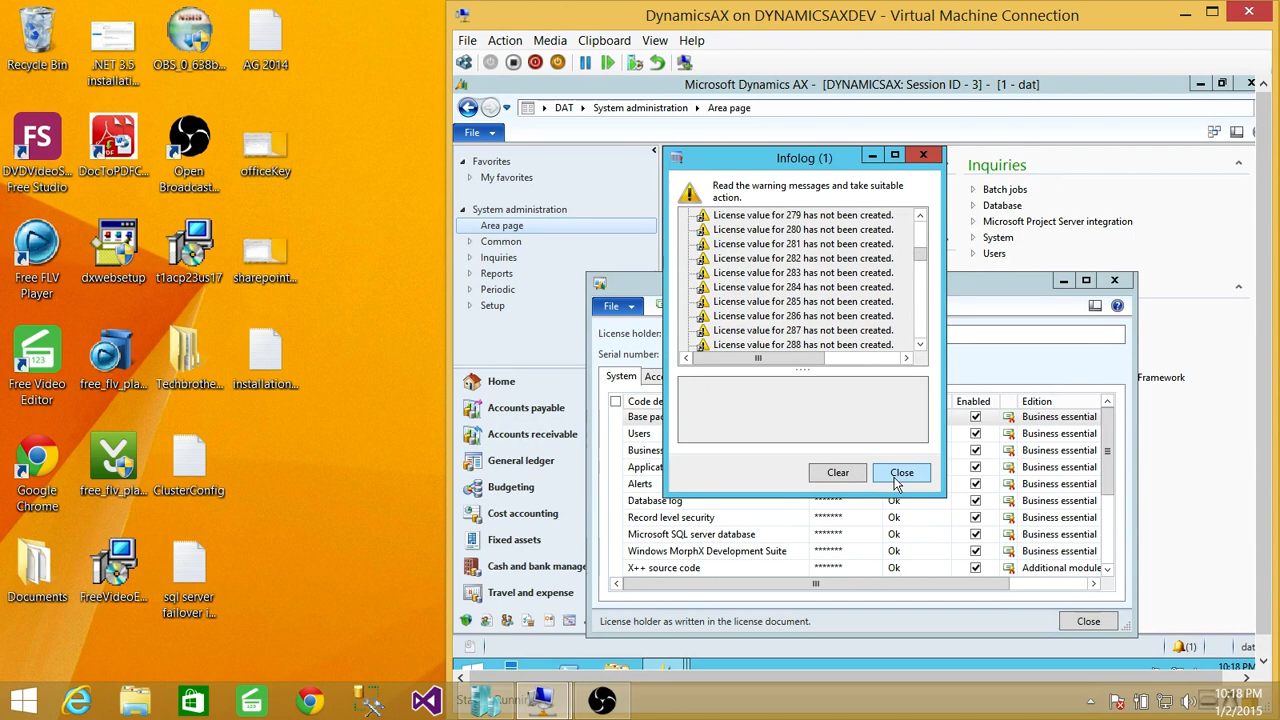 Recycle Bin
.NET 3.5
installati...
OBS_0_638b...
AG 2014
DVDVideoS...
Free Studio
DocToPDFC...
Open
Broadcast...
officeKey
Free FLV
Player
dxwebsetup
t1acp23us17
sharepoint...
Free Video
Editor
free_flv_pla...
Techbrothe...
installation...
Google
Chrome
free_flv_pla...
ClusterConfig
Documents
FreeVideoE...
sql server
failover i...
DynamicsAX on DYNAMICSAXDEV - Virtual Machine Connection
File Action Media Clipboard View Help
Microsoft Dynamics AX - [DYNAMICSAX: Session ID - 3] - [1 - dat]
DAT System administration Area page
File
Favorites
My favorites
System administration
Area page
Common
Inquiries
Reports
Periodic
Setup
Home
Accounts payable
Accounts receivable
General ledger
Budgeting
Cost accounting
Fixed assets
Cash and bank manage
Travel and expense
Inquiries
Batch jobs
Database
Microsoft Project Server integration
System
Users
Framework
Infolog (1)
Read the warning messages and take suitable
action.
License value for 279 has not been created.
License value for 280 has not been created.
License value for 281 has not been created.
License value for 282 has not been created.
License value for 283 has not been created.
License value for 284 has not been created.
License value for 285 has not been created.
License value for 286 has not been created.
License value for 287 has not been created.
License value for 288 has not been created.
Clear Close
File
License holder:
Serial number:
System Acc
Code de Enabled Edition
Base pac Business essential
Users Business essential
Business Business essential
Applicat Business essential
Alerts Business essential
Database log ******* Ok Business essential
Record level security ******* Ok Business essential
Microsoft SQL server database ******* Ok Business essential
Windows MorphX Development Suite ******* Ok Business essential
X++ source code ******* Ok Additional module
License holder as written in the license document.
Close
(1) dat
10:18 PM
10:18 PM
1/2/2015